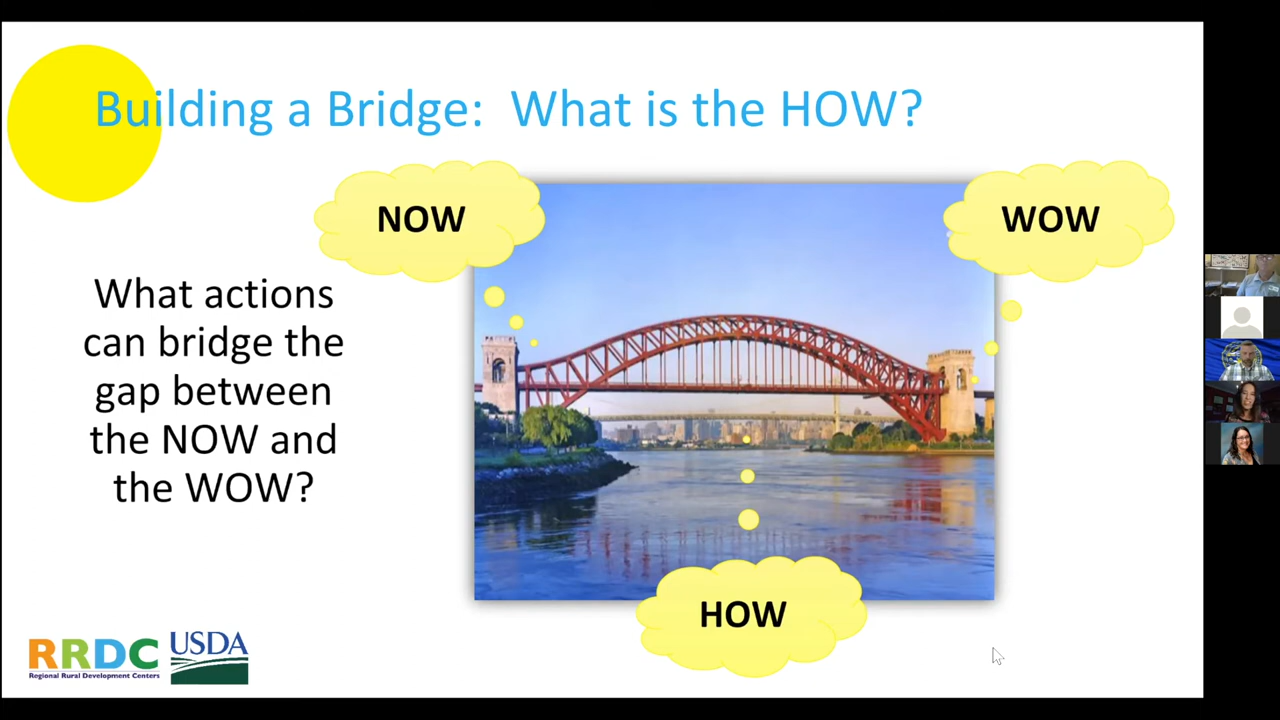 Building a Bridge:  What is the HOW?
NOW
WOW
What actions
can bridge the
gap between
the NOW and
the WOW?
HOW
RRDC
Regional Rural Development Centers
USDA